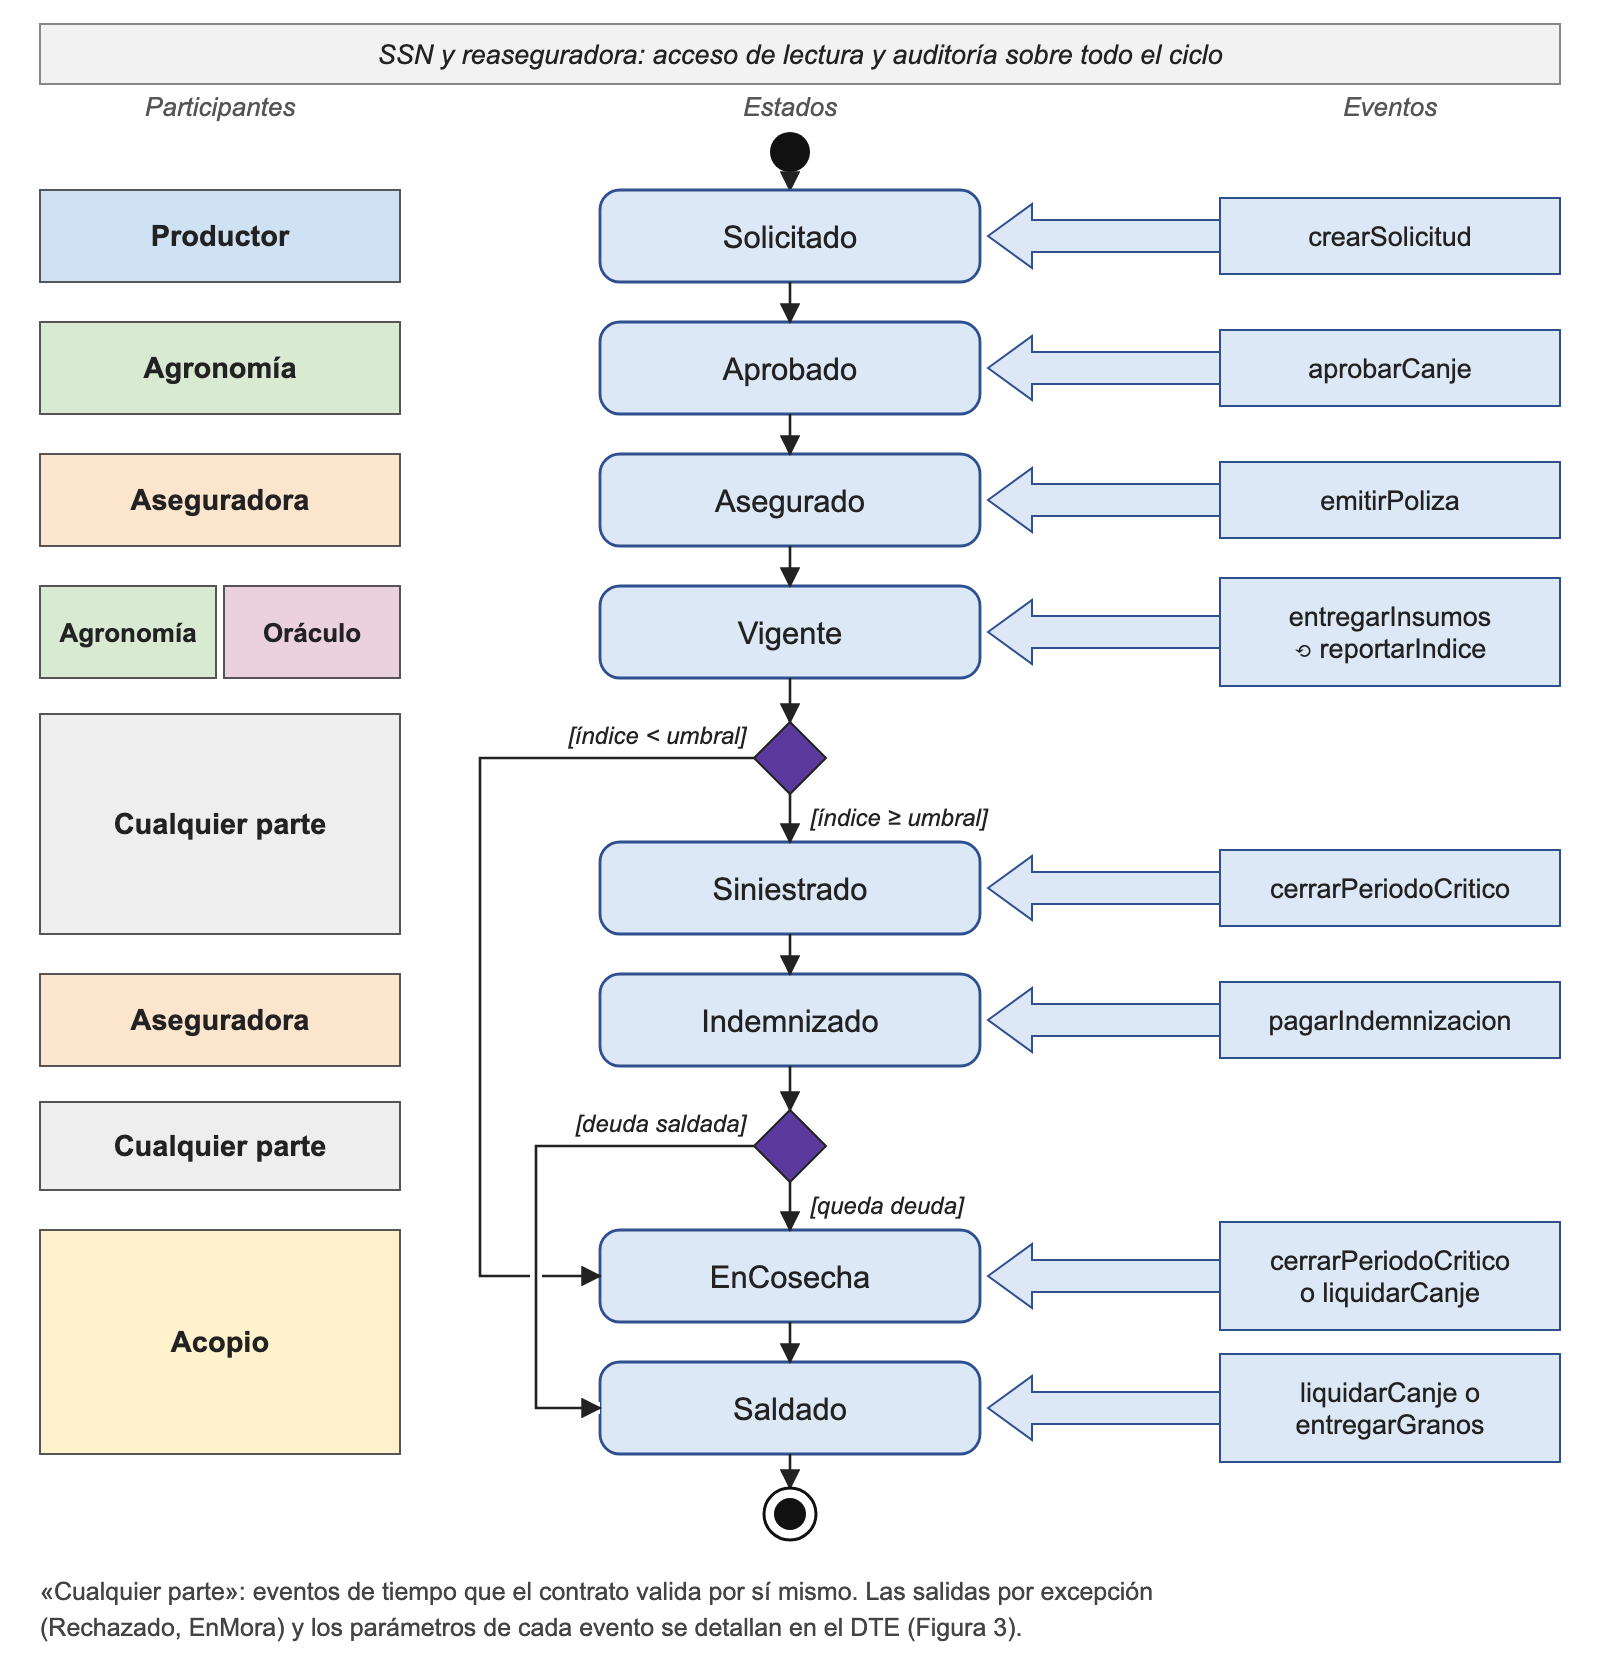 SSN y reaseguradora: acceso de lectura y auditoría sobre todo el ciclo
Participantes
Estados
Eventos
Productor
Solicitado
crearSolicitud
Agronomía
Aprobado
aprobarCanje
Aseguradora
Asegurado
emitirPoliza
Agronomía
Oráculo
Vigente
entregarInsumos
⟲ reportarIndice
[índice < umbral]
Cualquier parte
[índice ≥ umbral]
Siniestrado
cerrarPeriodoCritico
Aseguradora
Indemnizado
pagarIndemnizacion
[deuda saldada]
Cualquier parte
[queda deuda]
EnCosecha
cerrarPeriodoCritico
o liquidarCanje
Acopio
Saldado
liquidarCanje o
entregarGranos
«Cualquier parte»: eventos de tiempo que el contrato valida por sí mismo. Las salidas por excepción
(Rechazado, EnMora) y los parámetros de cada evento se detallan en el DTE (Figura 3).